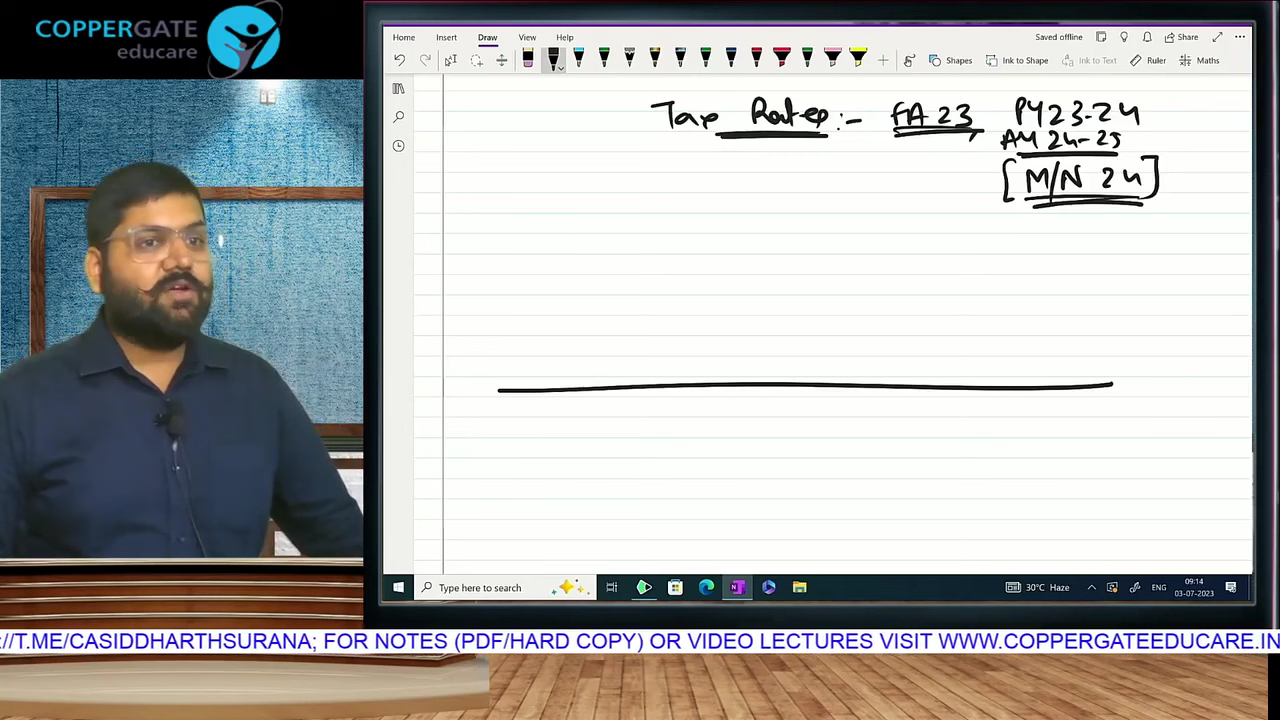 COPPERGATE
educare
Home Insert Draw View Help
Saved offline
Share
Shapes
Ink to Shape
Ink to Text
Ruler
Maths
Tax Rates :- FA 23 PY 23-24
AY 24-25
[M/N 24]
Type here to search
30°C Haze
ENG
09:14
03-07-2023
://T.ME/CASIDDHARTHSURANA; FOR NOTES (PDF/HARD COPY) OR VIDEO LECTURES VISIT WWW.COPPERGATEEDUCARE.IN